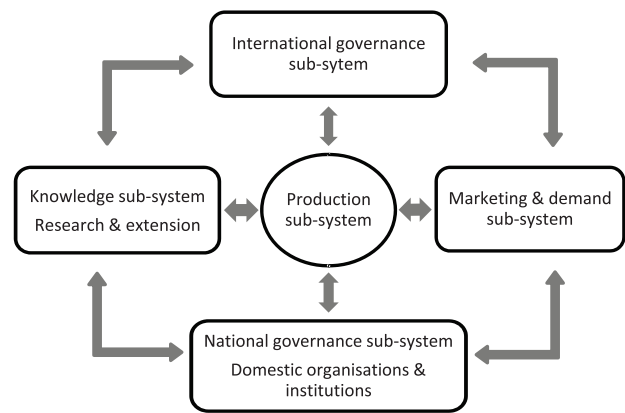 International governance
sub-sytem
Knowledge sub-system
Research & extension
Production
sub-system
Marketing & demand
sub-system
National governance sub-system
Domestic organisations &
institutions